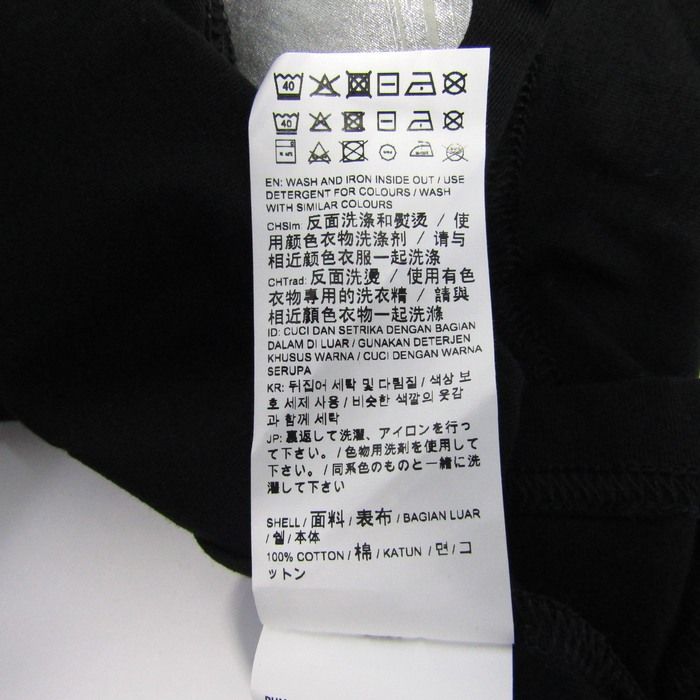 40
40
EN: WASH AND IRON INSIDE OUT / USE
DETERGENT FOR COLOURS / WASH
WITH SIMILAR COLOURS
CHSim: 反面洗涤和熨烫 / 使
用颜色衣物洗涤剂 / 请与
相近颜色衣服一起洗涤
CHTrad: 反面洗燙 / 使用有色
衣物專用的洗衣精 / 請與
相近顏色衣物一起洗滌
ID: CUCI DAN SETRIKA DENGAN BAGIAN
DALAM DI LUAR / GUNAKAN DETERJEN
KHUSUS WARNA / CUCI DENGAN WARNA
SERUPA
KR: 뒤집어 세탁 및 다림질 / 색상 보
호 세제 사용 / 비슷한 색깔의 옷감
과 함께 세탁
JP: 裏返して洗濯、アイロンを行っ
て下さい。/ 色物用洗剤を使用して
下さい。/ 同系色のものと一緒に洗
濯して下さい
SHELL / 面料 / 表布 / BAGIAN LUAR
/ 쉘 / 本体
100% COTTON / 棉 / KATUN / 면 / コ
ットン